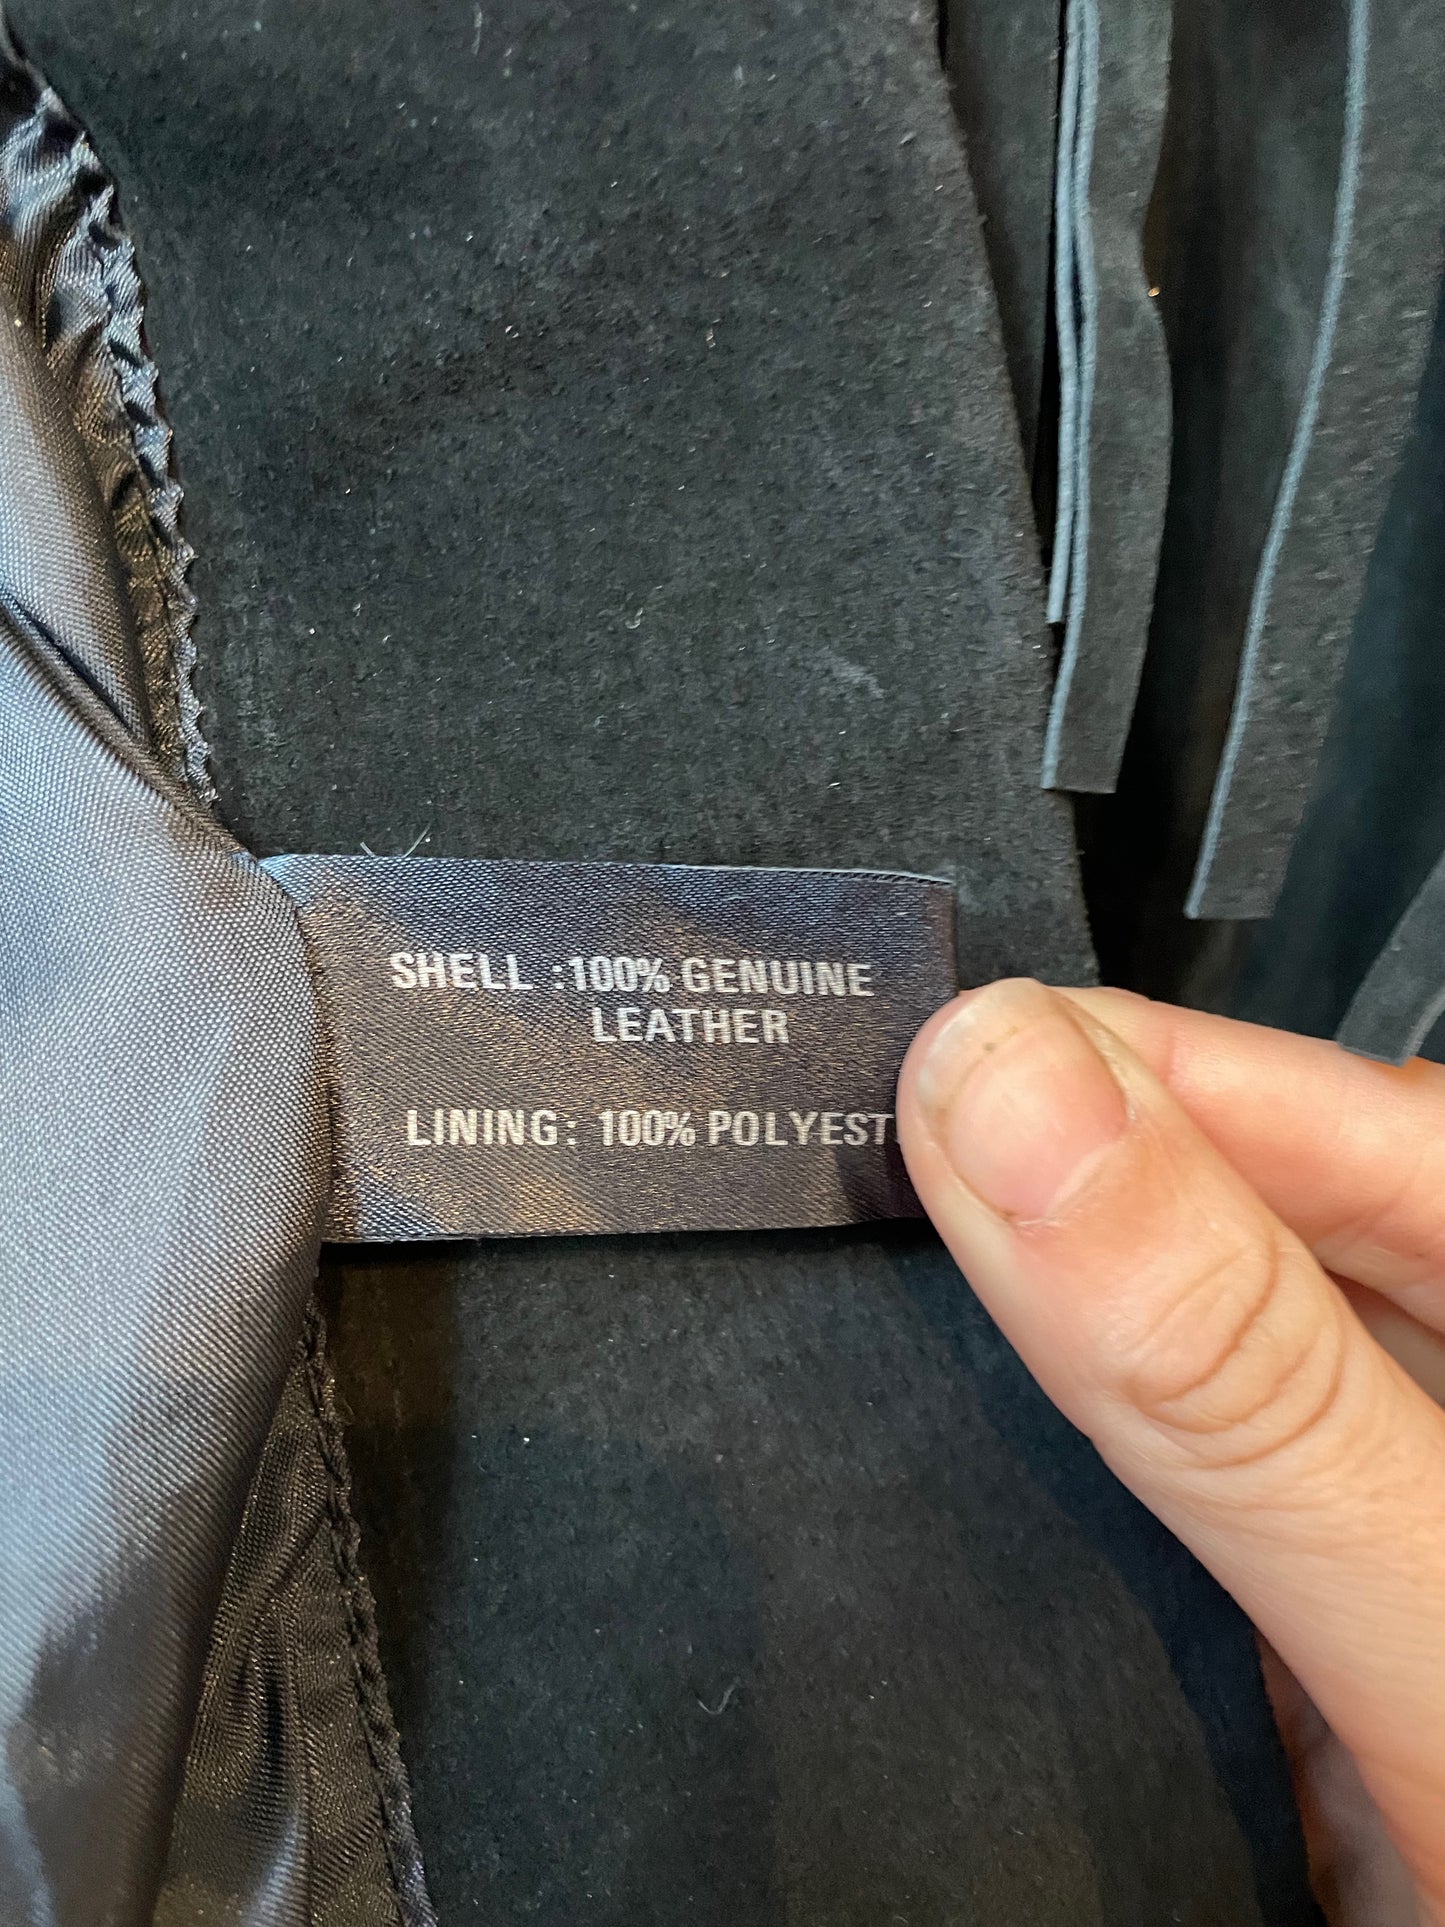 SHELL :100% GENUINE
LEATHER
LINING: 100% POLYEST